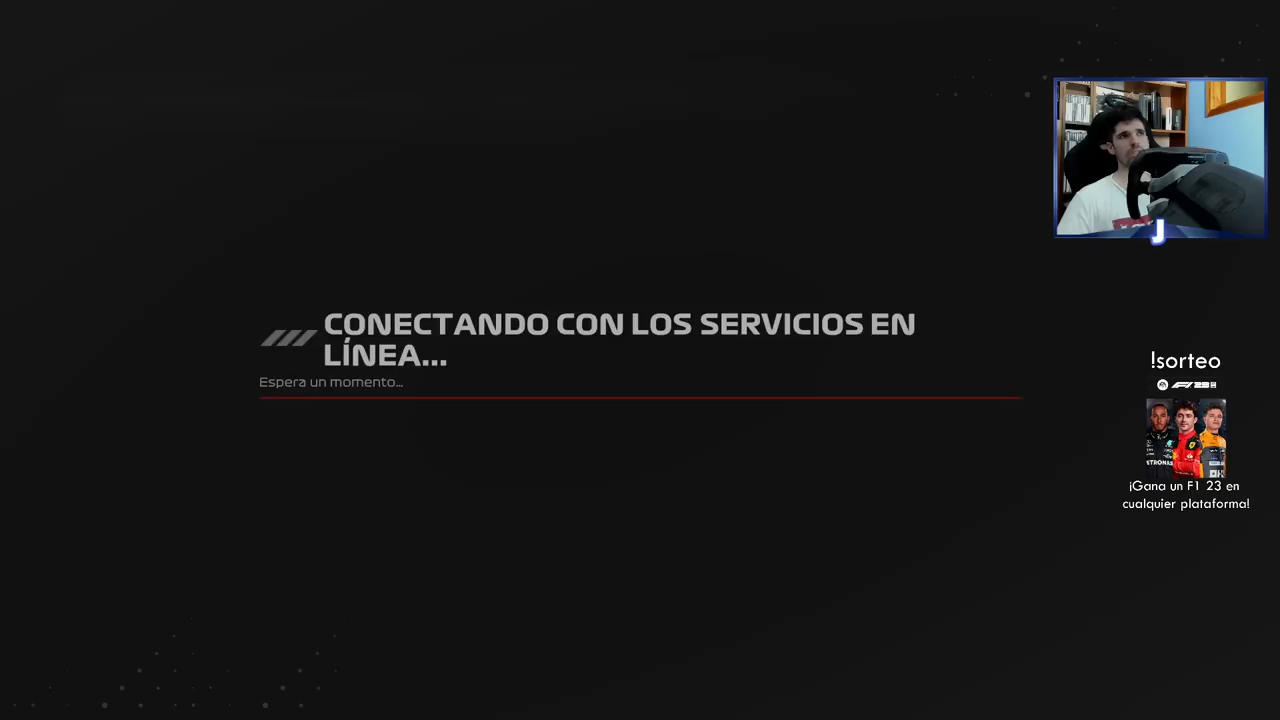 CONECTANDO CON LOS SERVICIOS EN
LÍNEA...
Espera un momento...
J
!sorteo
F1 23
¡Gana un F1 23 en
cualquier plataforma!